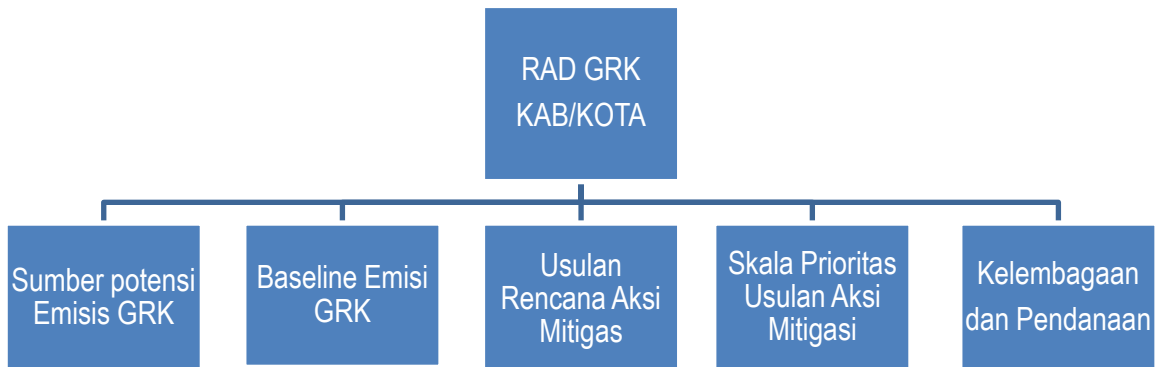 RAD GRK
KAB/KOTA
Sumber potensi
Emisis GRK
Baseline Emisi
GRK
Usulan
Rencana Aksi
Mitigas
Skala Prioritas
Usulan Aksi
Mitigasi
Kelembagaan
dan Pendanaan